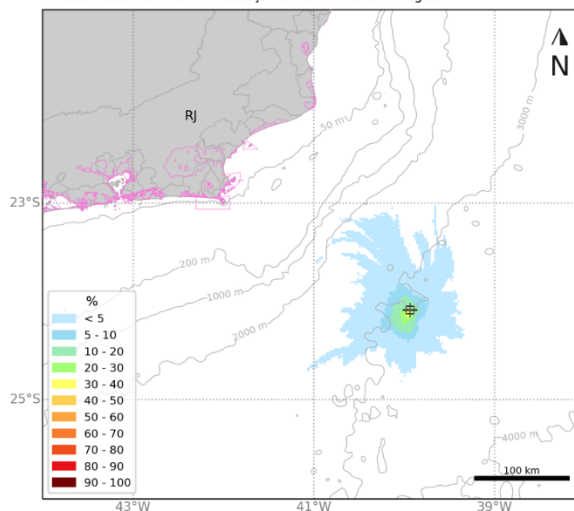 N
RJ
50 m
3000 m
23°S
200 m
1000 m
2000 m
%
< 5
5 - 10
10 - 20
20 - 30
30 - 40
40 - 50
50 - 60
60 - 70
70 - 80
80 - 90
90 - 100
25°S
4000 m
100 km
43°W
41°W
39°W